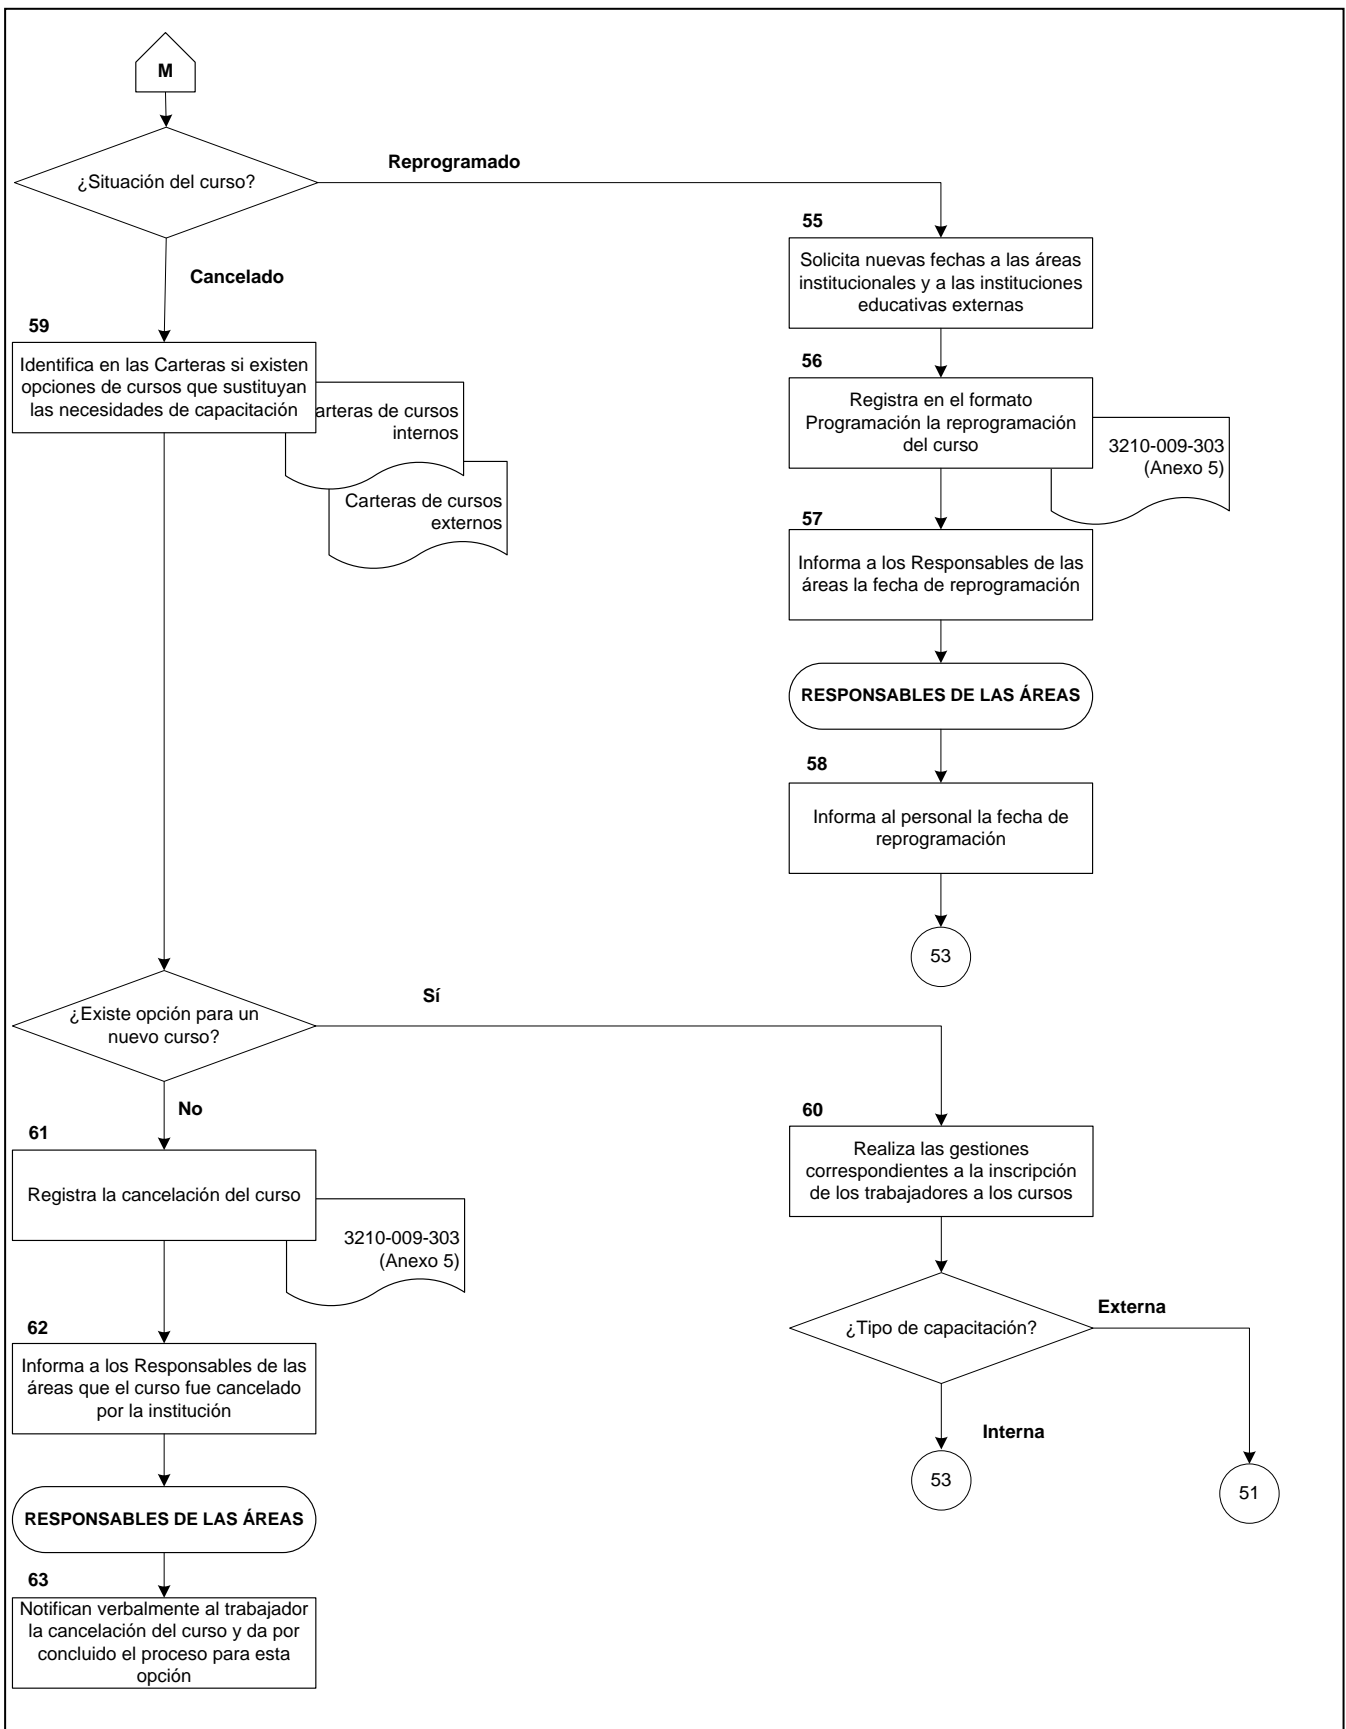 M
¿Situación del curso?
Reprogramado
Cancelado
55
Solicita nuevas fechas a las áreas
institucionales y a las instituciones
educativas externas
59
Identifica en las Carteras si existen
opciones de cursos que sustituyan
las necesidades de capacitación
arteras de cursos
internos
Carteras de cursos
externos
56
Registra en el formato
Programación la reprogramación
del curso
3210-009-303
(Anexo 5)
57
Informa a los Responsables de las
áreas la fecha de reprogramación
RESPONSABLES DE LAS ÁREAS
58
Informa al personal la fecha de
reprogramación
53
¿Existe opción para un
nuevo curso?
Sí
No
60
Realiza las gestiones
correspondientes a la inscripción
de los trabajadores a los cursos
61
Registra la cancelación del curso
3210-009-303
(Anexo 5)
¿Tipo de capacitación?
Externa
Interna
53
51
62
Informa a los Responsables de las
áreas que el curso fue cancelado
por la institución
RESPONSABLES DE LAS ÁREAS
63
Notifican verbalmente al trabajador
la cancelación del curso y da por
concluido el proceso para esta
opción